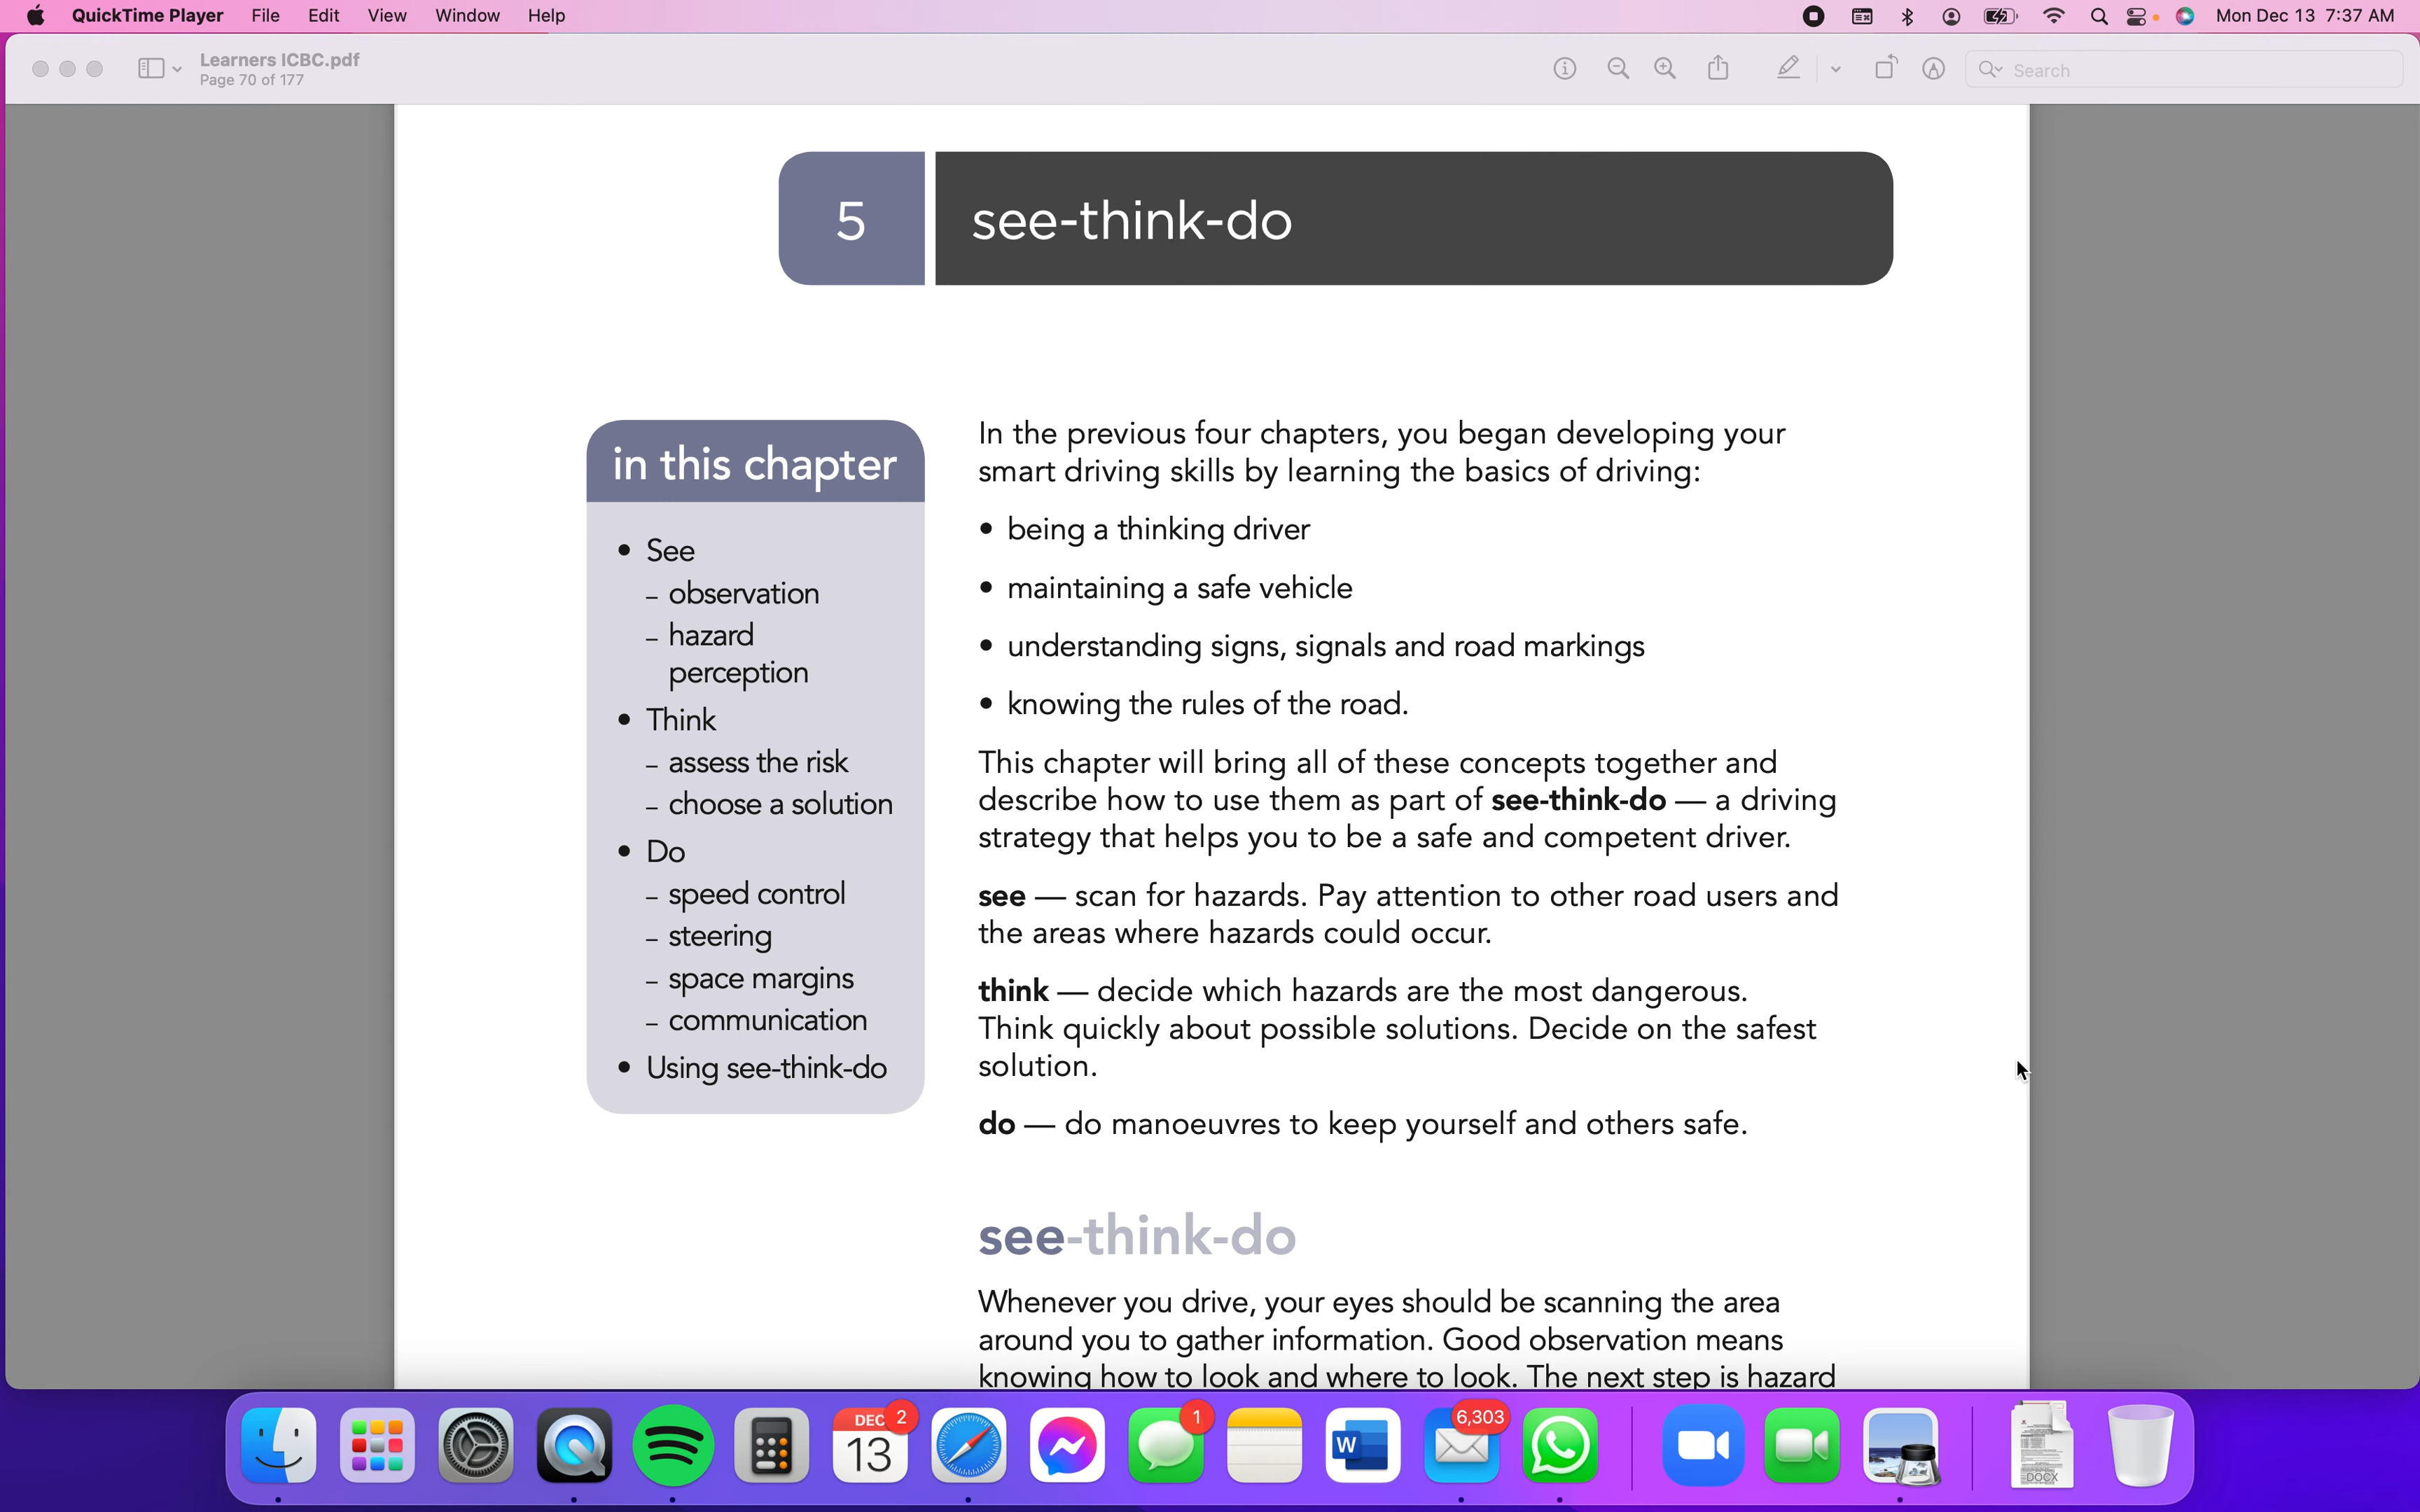 QuickTime Player File Edit View Window Help Mon Dec 13 7:37 AM
Learners ICBC.pdf
Page 70 of 177
Search
5 see-think-do
in this chapter
• See
– observation
– hazard
perception
• Think
– assess the risk
– choose a solution
• Do
– speed control
– steering
– space margins
– communication
• Using see-think-do
In the previous four chapters, you began developing your
smart driving skills by learning the basics of driving:
• being a thinking driver
• maintaining a safe vehicle
• understanding signs, signals and road markings
• knowing the rules of the road.
This chapter will bring all of these concepts together and
describe how to use them as part of see-think-do — a driving
strategy that helps you to be a safe and competent driver.
see — scan for hazards. Pay attention to other road users and
the areas where hazards could occur.
think — decide which hazards are the most dangerous.
Think quickly about possible solutions. Decide on the safest
solution.
do — do manoeuvres to keep yourself and others safe.
see-think-do
Whenever you drive, your eyes should be scanning the area
around you to gather information. Good observation means
knowing how to look and where to look. The next step is hazard
DEC 2 1 6,303
13 W DOCX